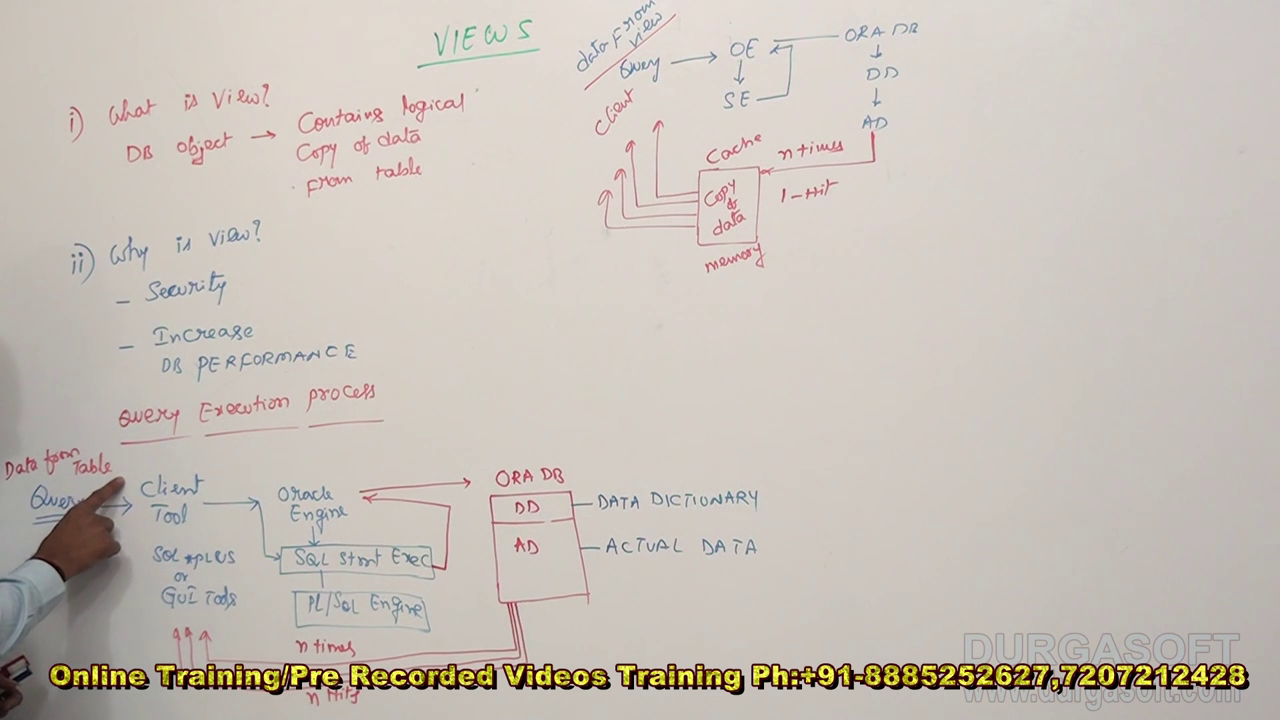 VIEWS
i) What is View?
DB Object → Contains logical
Copy of data
From table
ii) Why is View?
- Security
- Increase
DB PERFORMANCE
data From
view
Query → OE
SE
ORA DB
DD
AD
Client
Cache
Copy
of
data
memory
n times
1-Hit
Query Execution process
Data from
Table
Query
Client
Tool
SQL *PLUS
or
GUI Tools
Oracle
Engine
SQL Stmt Exec
PL/SQL Engine
ORA DB
DD
DATA DICTIONARY
AD
ACTUAL DATA
n times
n Hits
DURGASOFT
www.durgasoft.com
Online Training/Pre Recorded Videos Training Ph:+91-8885252627,7207212428